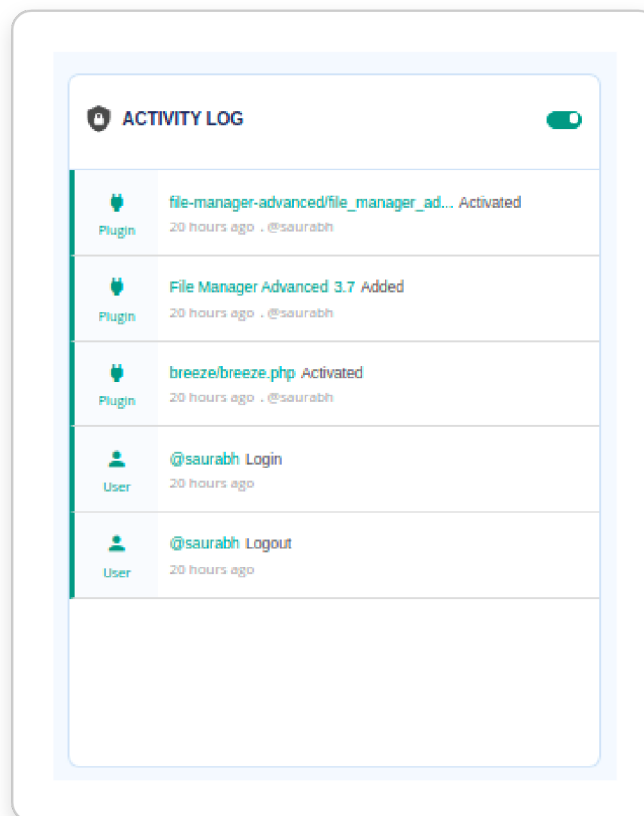 ACTIVITY LOG
Plugin
file-manager-advanced/file_manager_ad... Activated
20 hours ago . @saurabh
Plugin
File Manager Advanced 3.7 Added
20 hours ago . @saurabh
Plugin
breeze/breeze.php Activated
20 hours ago . @saurabh
User
@saurabh Login
20 hours ago
User
@saurabh Logout
20 hours ago